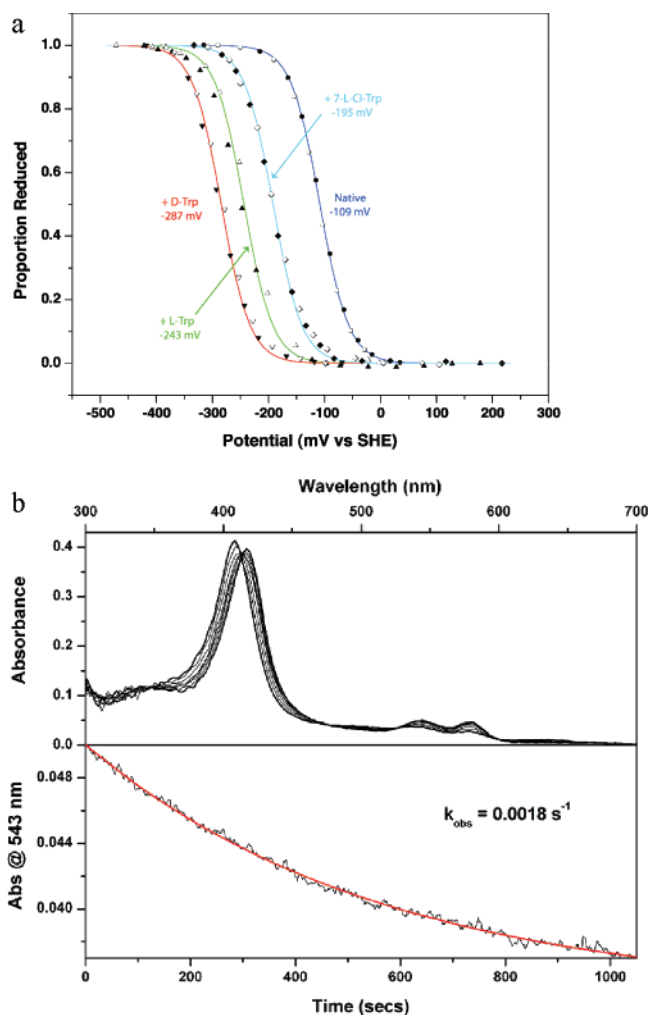 a
1.0
0.8
0.6
0.4
0.2
0.0
Proportion Reduced
+ 7-L-Cl-Trp
-195 mV
+ D-Trp
-287 mV
Native
-109 mV
+ L-Trp
-243 mV
-500 -400 -300 -200 -100 0 100 200 300
Potential (mV vs SHE)
b
Wavelength (nm)
300 400 500 600 700
0.4
0.3
0.2
0.1
0.0
Absorbance
0.048
0.044
0.040
Abs @ 543 nm
kobs = 0.0018 s-1
0 200 400 600 800 1000
Time (secs)